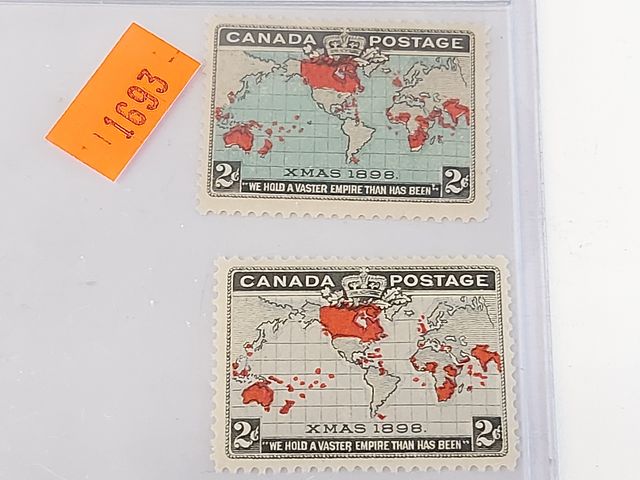 1693
CANADA POSTAGE
XMAS 1898.
2¢ "WE HOLD A VASTER EMPIRE THAN HAS BEEN" 2¢
CANADA POSTAGE
XMAS 1898.
2¢ "WE HOLD A VASTER EMPIRE THAN HAS BEEN" 2¢